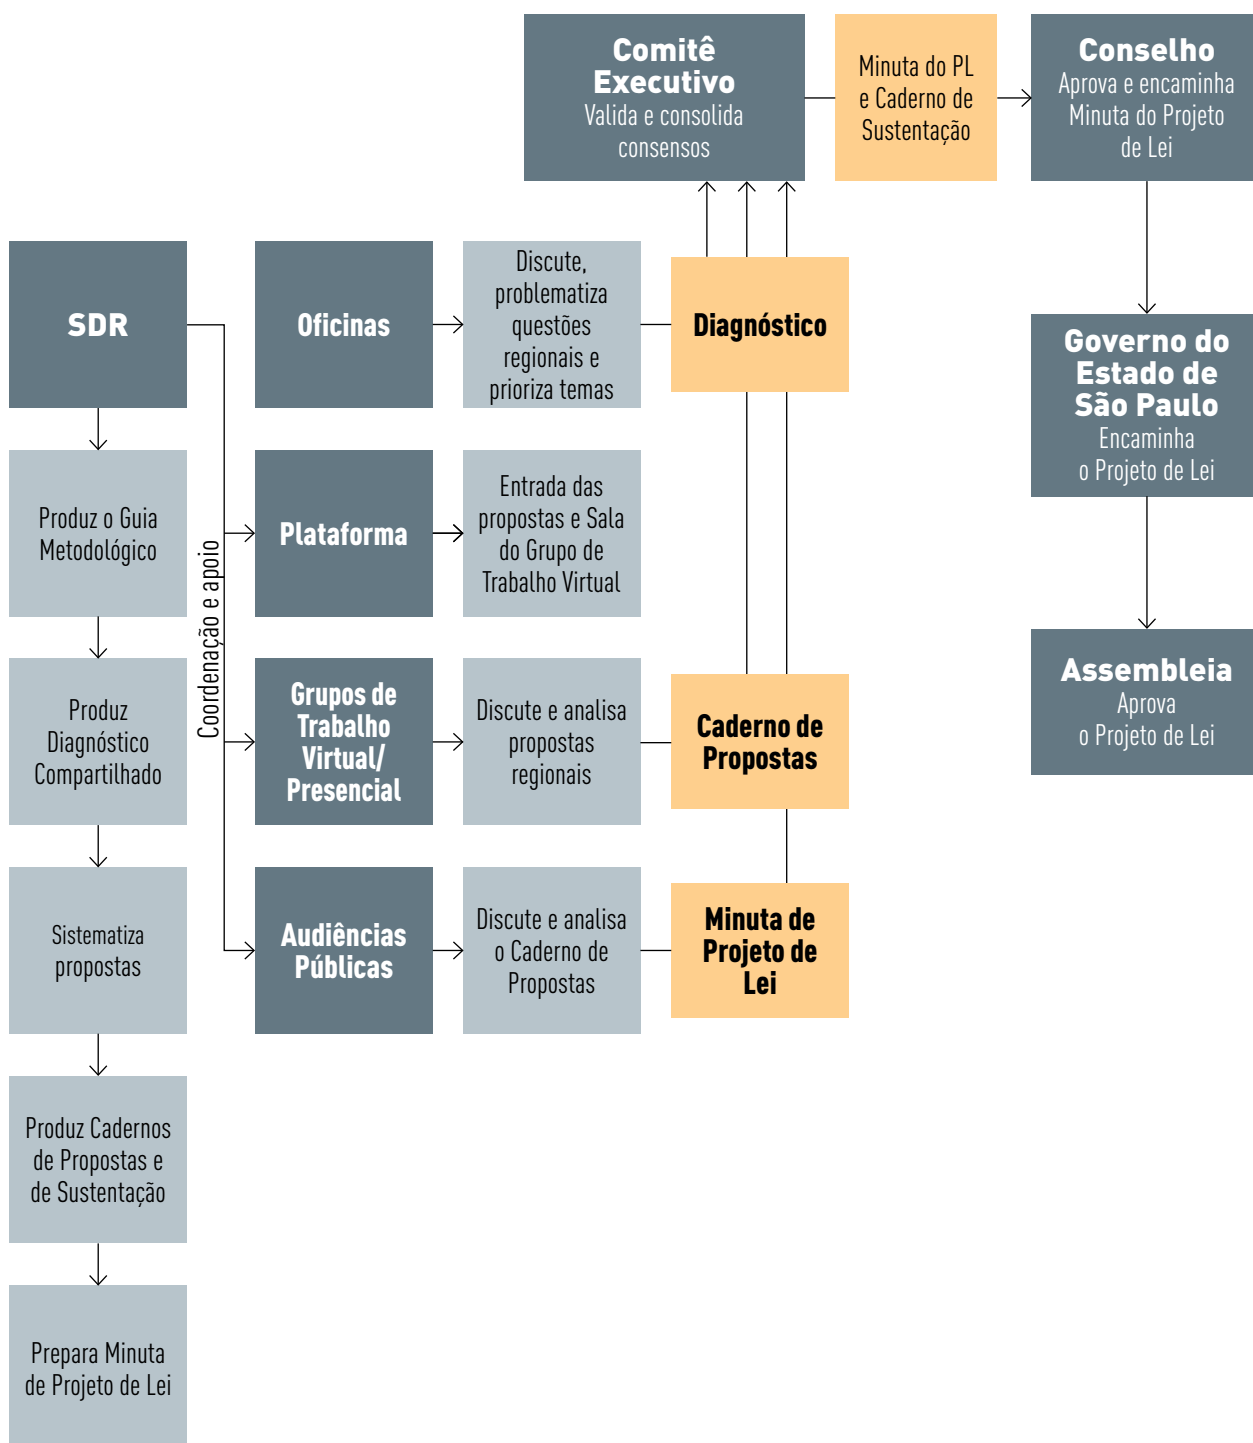 Comitê
Executivo
Valida e consolida
consensos
Minuta do PL
e Caderno de
Sustentação
Conselho
Aprova e encaminha
Minuta do Projeto
de Lei
SDR
Oficinas
Discute,
problematiza
questões
regionais e
prioriza temas
Diagnóstico
Governo do
Estado de
São Paulo
Encaminha
o Projeto de Lei
Produz o Guia
Metodológico
Coordenação e apoio
Plataforma
Entrada das
propostas e Sala
do Grupo de
Trabalho Virtual
Produz
Diagnóstico
Compartilhado
Grupos de
Trabalho
Virtual/
Presencial
Discute e analisa
propostas
regionais
Caderno de
Propostas
Assembleia
Aprova
o Projeto de Lei
Sistematiza
propostas
Audiências
Públicas
Discute e analisa
o Caderno de
Propostas
Minuta de
Projeto de
Lei
Produz Cadernos
de Propostas e
de Sustentação
Prepara Minuta
de Projeto de Lei